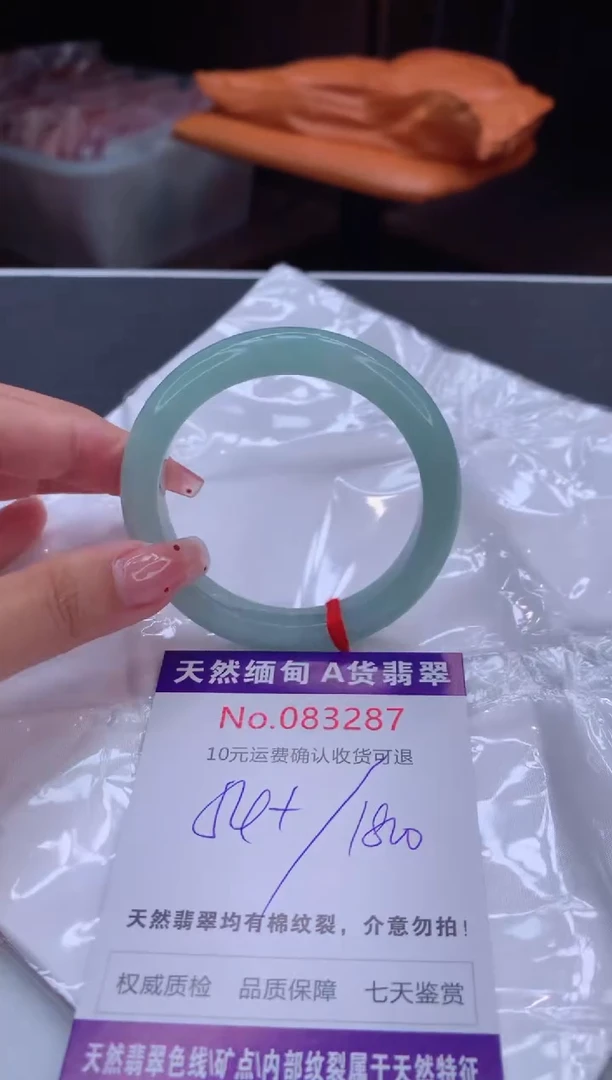 天然缅甸 A货翡翠
No.083287
10元运费确认收货可退
54+/1800
天然翡翠均有棉纹裂，介意勿拍！
权威质检 品质保障 七天鉴赏
天然翡翠色线\矿点\内部纹裂属于天然特征